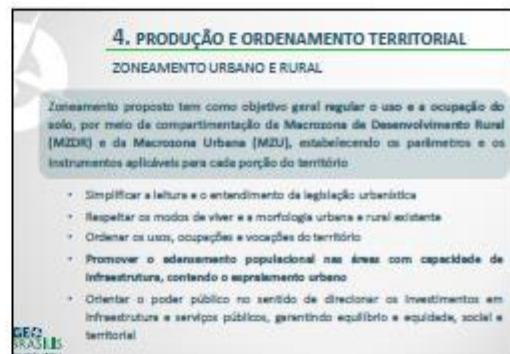 4. PRODUÇÃO E ORDENAMENTO TERRITORIAL
ZONEAMENTO URBANO E RURAL
Zoneamento proposto tem como objetivo geral regular o uso e a ocupação do
solo, por meio da compartimentação da Macrozona de Desenvolvimento Rural
(MZDR) e da Macrozona Urbana (MZU), estabelecendo os parâmetros e os
instrumentos aplicáveis para cada porção do território
• Simplificar a leitura e o entendimento da legislação urbanística
• Respeitar os modos de viver e a morfologia urbana e rural existente
• Ordenar os usos, ocupações e vocações do território
• Promover o adensamento populacional nas áreas com capacidade de
infraestrutura, contendo o espraiamento urbano
• Orientar o poder público no sentido de direcionar os investimentos em
infraestrutura e serviços públicos, garantindo equilíbrio e equidade, social e
territorial
GEO
BRASILIS